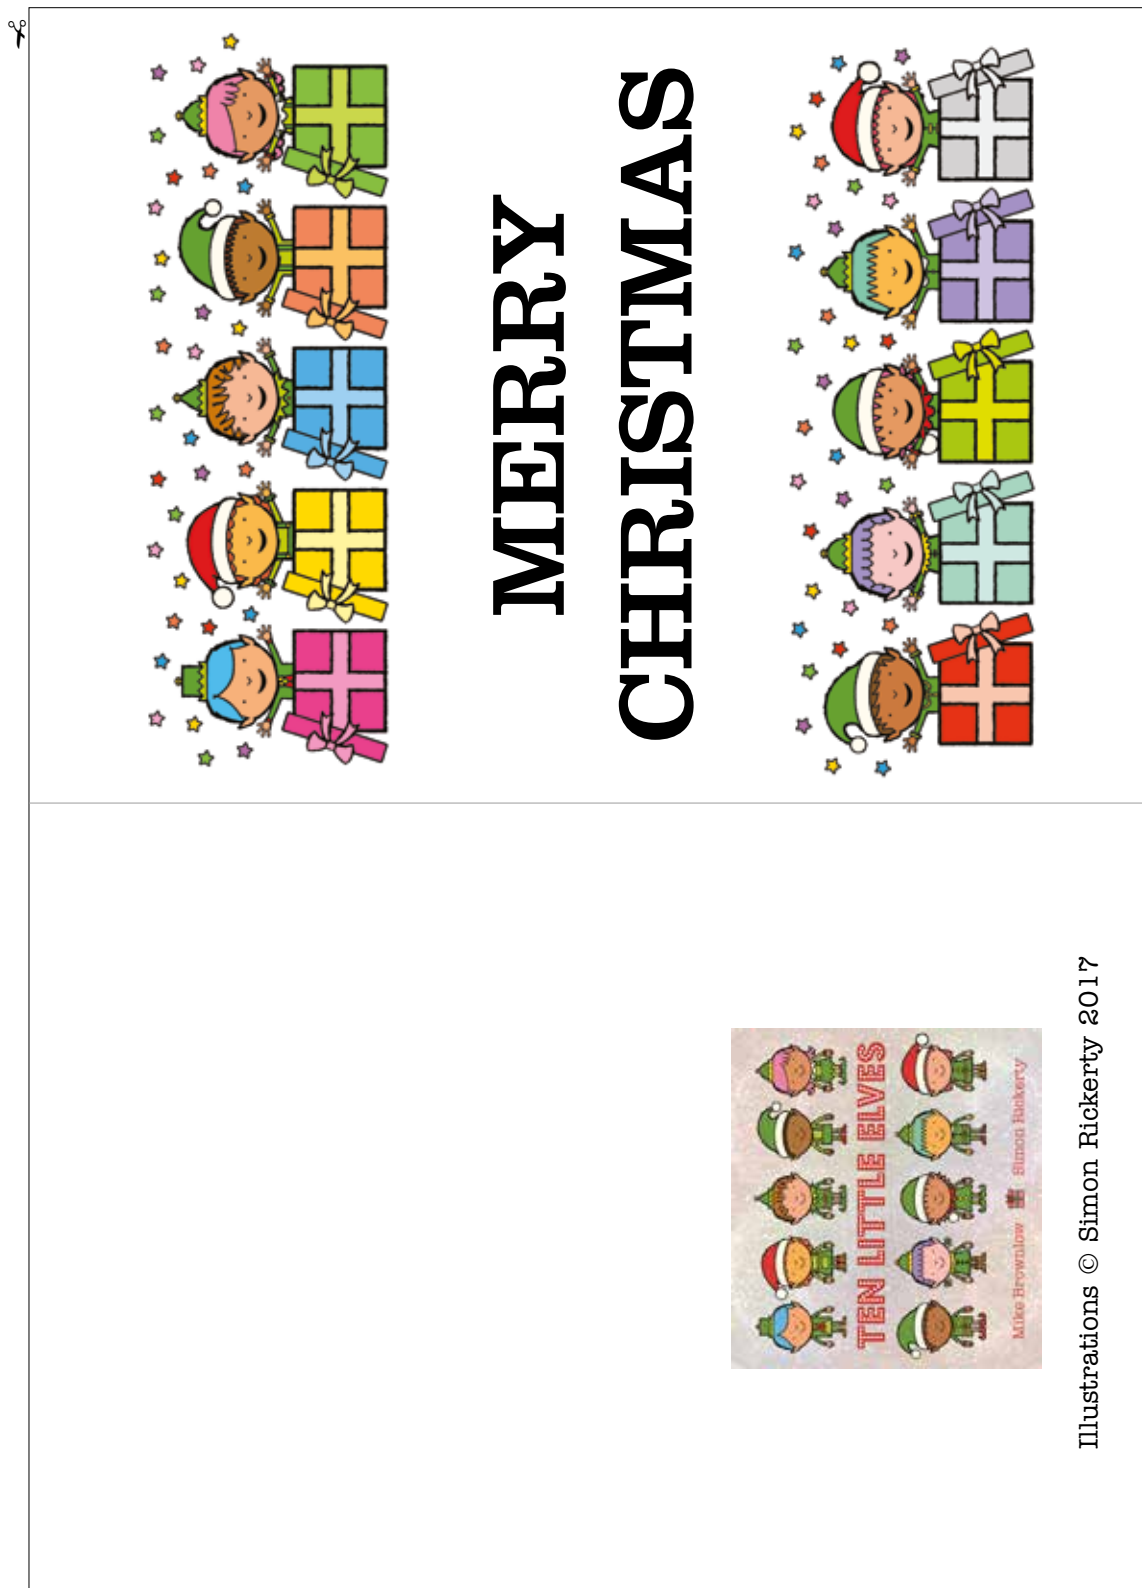 MERRY
CHRISTMAS
TEN LITTLE ELVES
Mike Brownlow Simon Rickerty
Illustrations © Simon Rickerty 2017